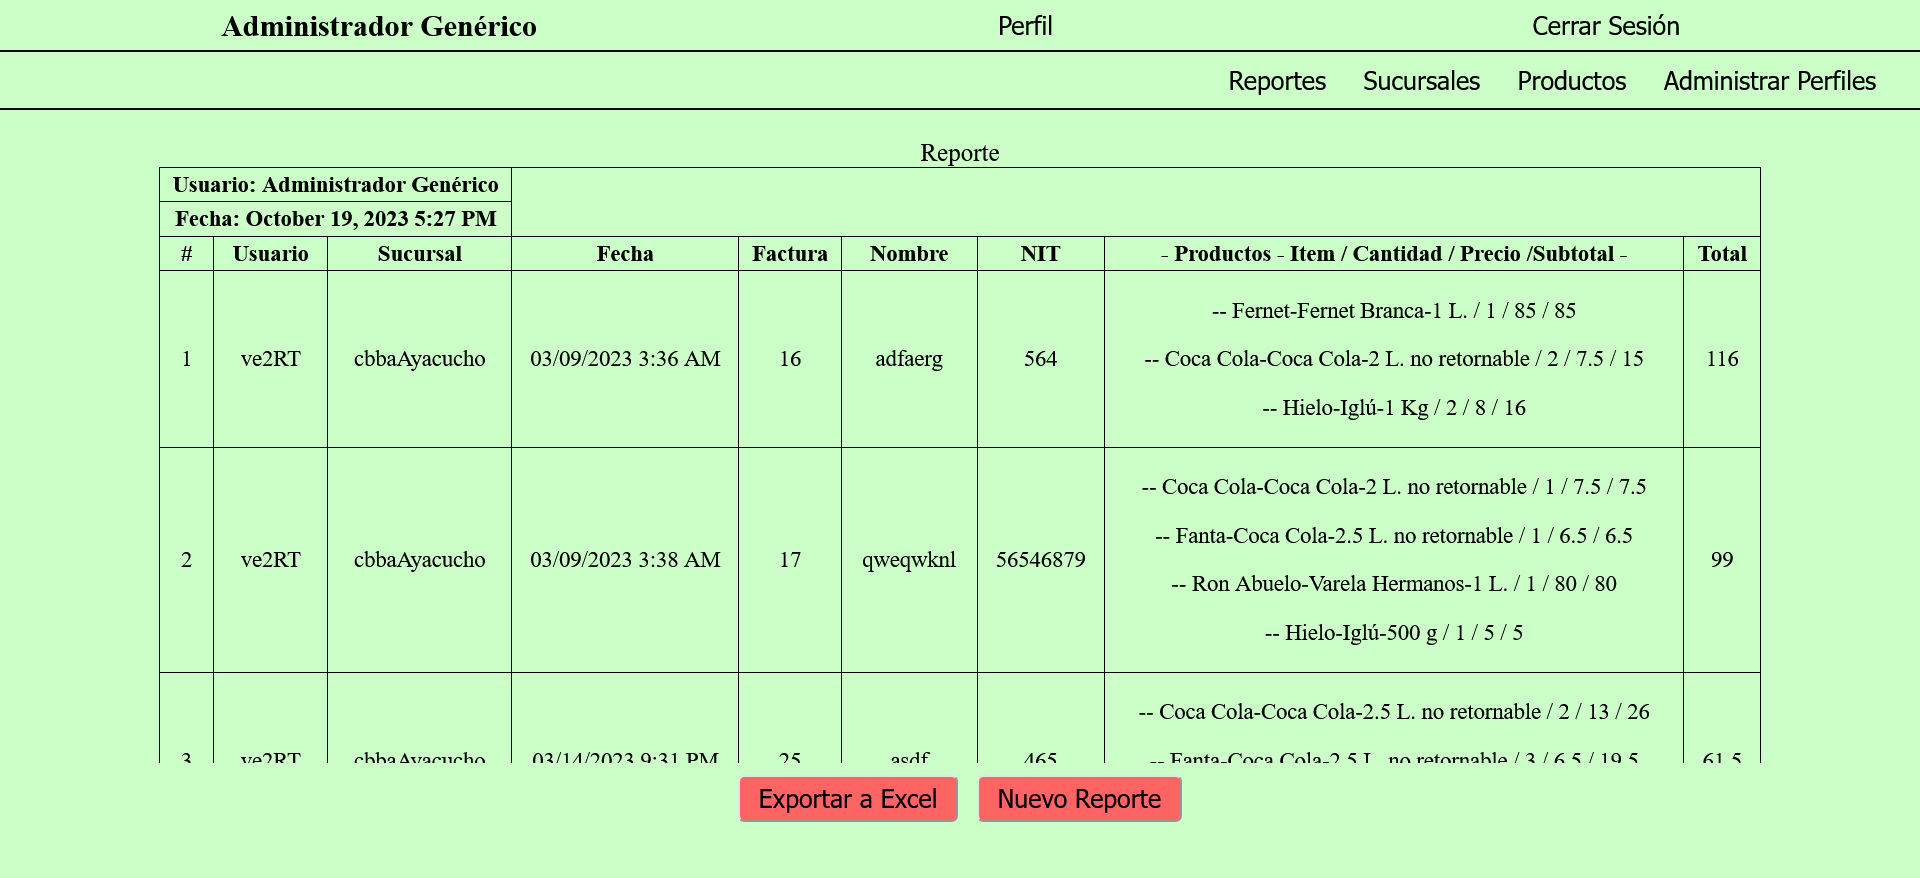 Administrador Genérico Perfil Cerrar Sesión
Reportes Sucursales Productos Administrar Perfiles
Reporte
Usuario: Administrador Genérico
Fecha: October 19, 2023 5:27 PM
# Usuario Sucursal Fecha Factura Nombre NIT - Productos - Item / Cantidad / Precio /Subtotal - Total
-- Fernet-Fernet Branca-1 L. / 1 / 85 / 85
1 ve2RT cbbaAyacucho 03/09/2023 3:36 AM 16 adfaerg 564 -- Coca Cola-Coca Cola-2 L. no retornable / 2 / 7.5 / 15 116
-- Hielo-Iglú-1 Kg / 2 / 8 / 16
-- Coca Cola-Coca Cola-2 L. no retornable / 1 / 7.5 / 7.5
-- Fanta-Coca Cola-2.5 L. no retornable / 1 / 6.5 / 6.5
2 ve2RT cbbaAyacucho 03/09/2023 3:38 AM 17 qweqwknl 56546879 99
-- Ron Abuelo-Varela Hermanos-1 L. / 1 / 80 / 80
-- Hielo-Iglú-500 g / 1 / 5 / 5
-- Coca Cola-Coca Cola-2.5 L. no retornable / 2 / 13 / 26
3 ve2RT cbbaAyacucho 03/14/2023 9:31 PM 25 asdf 465 -- Fanta-Coca Cola-2.5 L. no retornable / 3 / 6.5 / 19.5 61.5
Exportar a Excel Nuevo Reporte